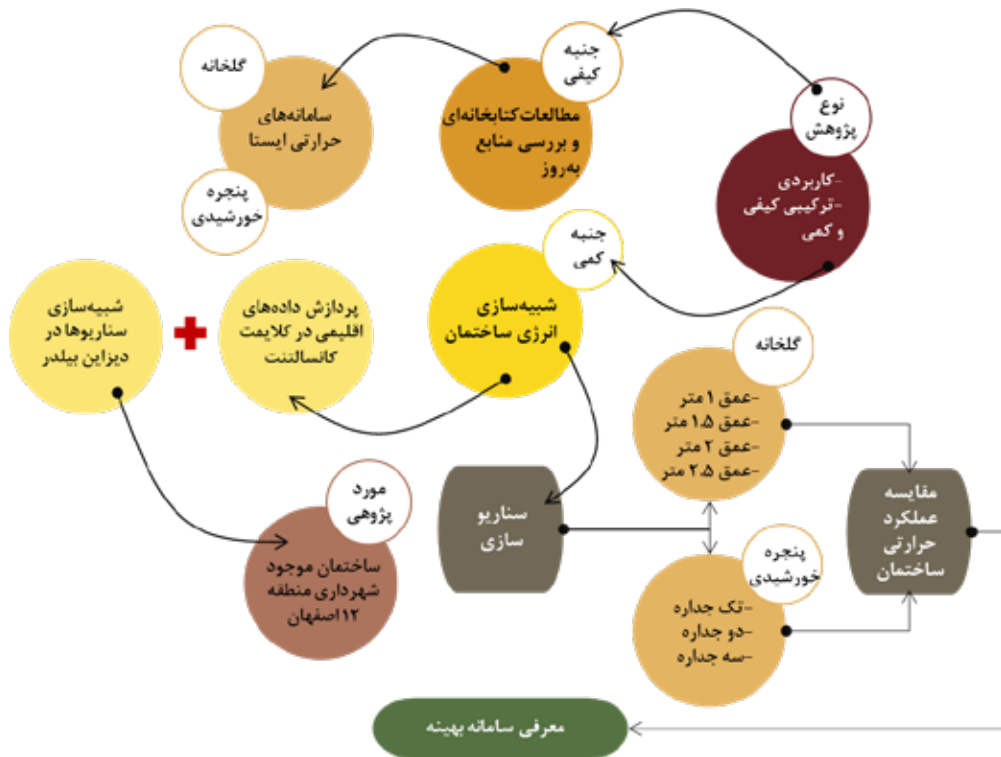 نوع
پژوهش
-کاربردی
-ترکیبی کیفی
و کمی
جنبه
کیفی
مطالعات کتابخانه‌ای
و بررسی منابع
به‌روز
گلخانه
سامانه‌های
حرارتی ایستا
پنجره
خورشیدی
جنبه
کمی
شبیه‌سازی
انرژی ساختمان
پردازش داده‌های
اقلیمی در کلایمت
کانسالتنت
شبیه‌سازی
سناریوها در
دیزاین بیلدر
مورد
پژوهی
ساختمان موجود
شهرداری منطقه
۱۲ اصفهان
سناریو
سازی
گلخانه
-عمق ۱ متر
-عمق ۱.۵ متر
-عمق ۲ متر
-عمق ۲.۵ متر
پنجره
خورشیدی
-تک جداره
-دو جداره
-سه جداره
مقایسه
عملکرد
حرارتی
ساختمان
معرفی سامانه بهینه